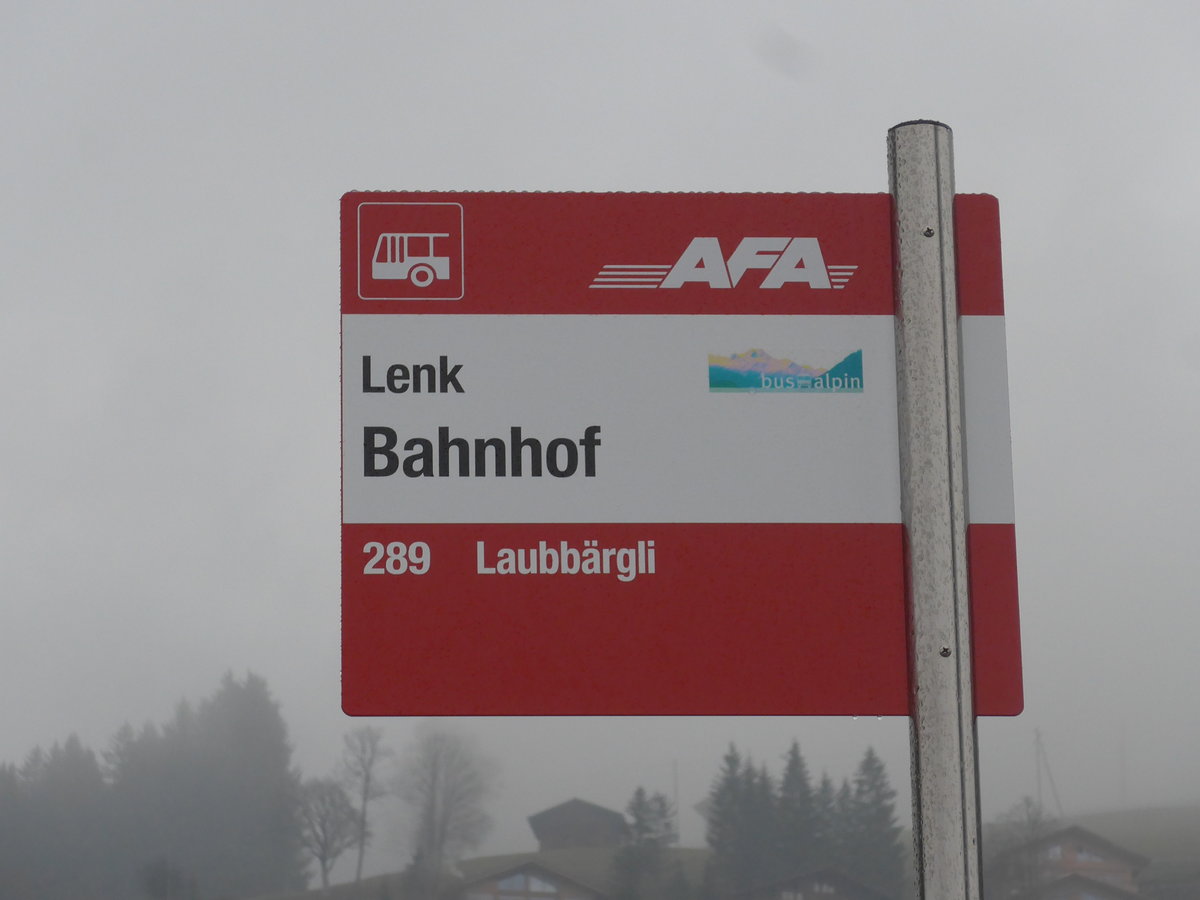 AFA
Lenk
bus alpin
Bahnhof
289 Laubbärgli